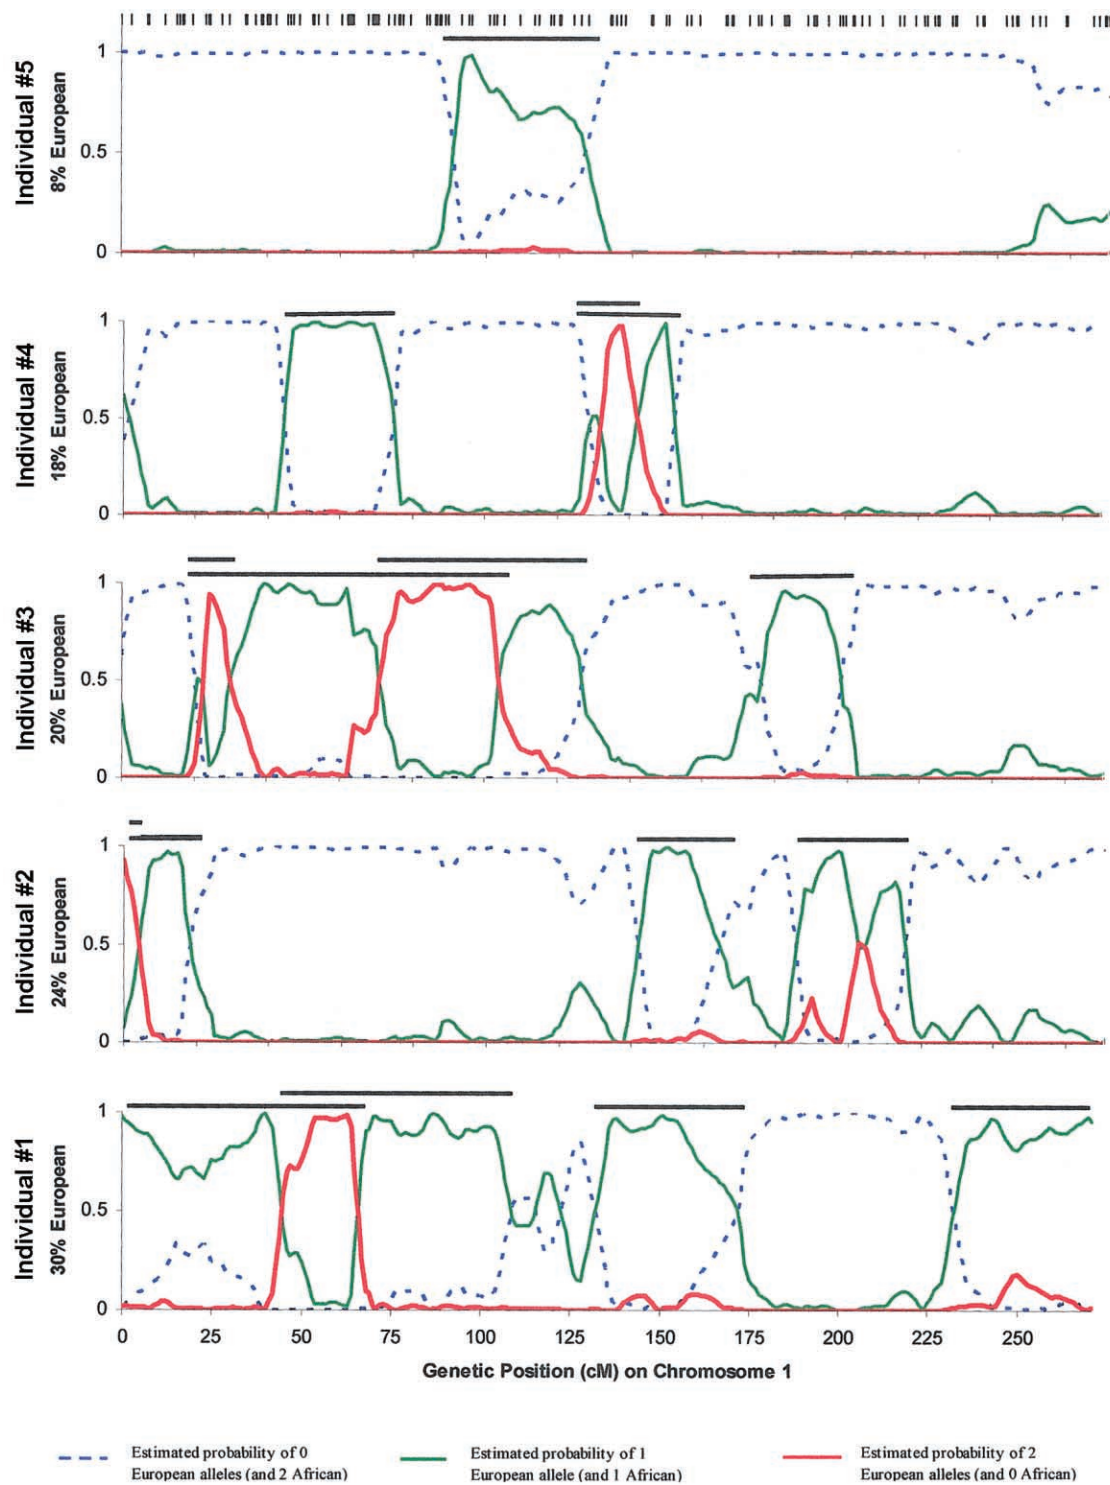 Individual #5
8% European
1
0.5
0
Individual #4
18% European
1
0.5
0
Individual #3
20% European
1
0.5
0
Individual #2
24% European
1
0.5
0
Individual #1
30% European
1
0.5
0
0 25 50 75 100 125 150 175 200 225 250
Genetic Position (cM) on Chromosome 1
Estimated probability of 0
European alleles (and 2 African)
Estimated probability of 1
European allele (and 1 African)
Estimated probability of 2
European alleles (and 0 African)